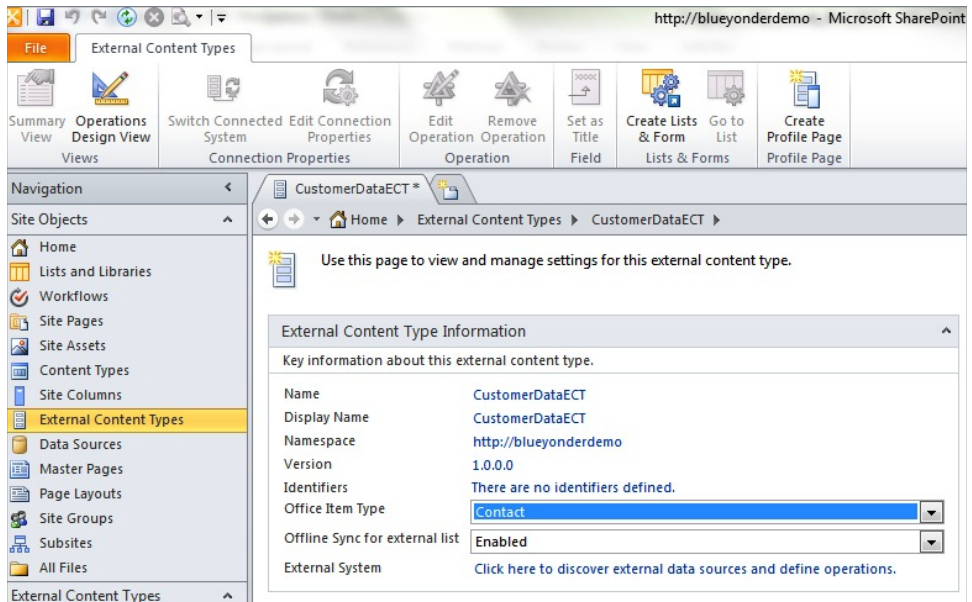 http://blueyonderdemo - Microsoft SharePoint
File External Content Types
Summary View
Operations Design View
Switch Connected System
Edit Connection Properties
Edit Operation
Remove Operation
Set as Title
Create Lists & Form
Go to List
Create Profile Page
Views
Connection Properties
Operation
Field
Lists & Forms
Profile Page
Navigation
CustomerDataECT *
Site Objects
Home External Content Types CustomerDataECT
Home
Lists and Libraries
Workflows
Site Pages
Site Assets
Content Types
Site Columns
External Content Types
Data Sources
Master Pages
Page Layouts
Site Groups
Subsites
All Files
External Content Types
Use this page to view and manage settings for this external content type.
External Content Type Information
Key information about this external content type.
Name CustomerDataECT
Display Name CustomerDataECT
Namespace http://blueyonderdemo
Version 1.0.0.0
Identifiers There are no identifiers defined.
Office Item Type Contact
Offline Sync for external list Enabled
External System Click here to discover external data sources and define operations.